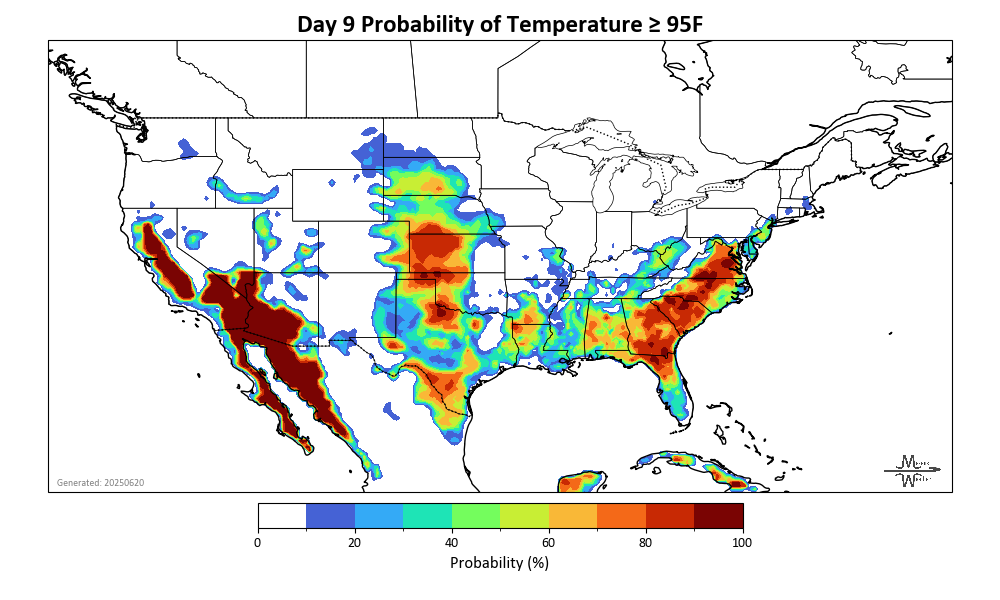 Day 9 Probability of Temperature ≥ 95F
Generated: 20250620
0 20 40 60 80 100
Probability (%)